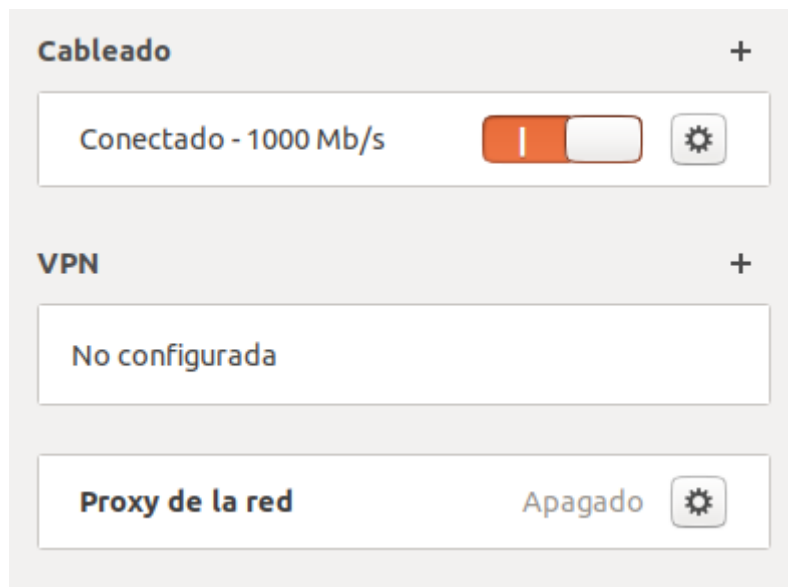 Cableado
Conectado - 1000 Mb/s
VPN
No configurada
Proxy de la red Apagado